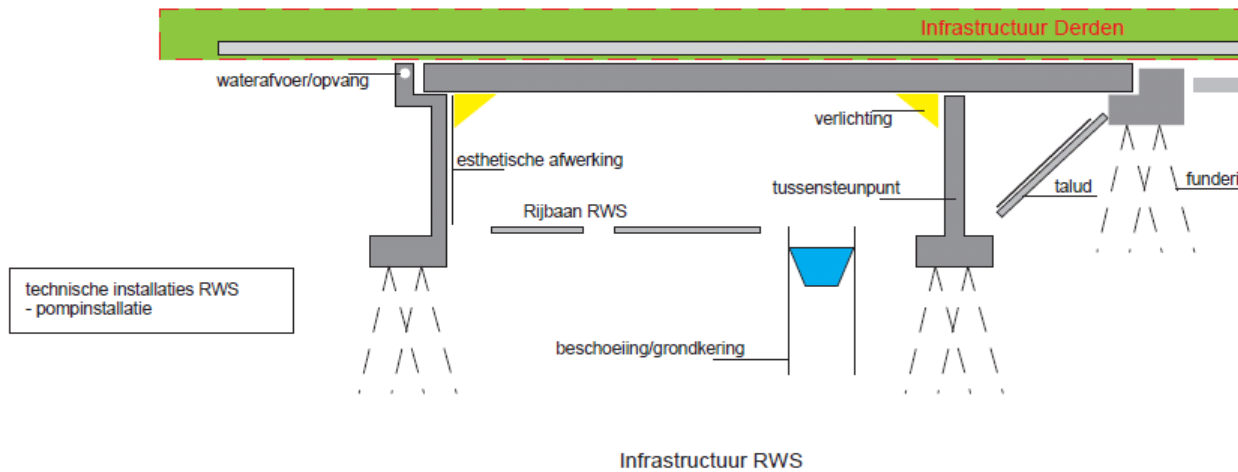 Infrastructuur Derden
waterafvoer/opvang
verlichting
esthetische afwerking
tussensteunpunt
talud
funderi
Rijbaan RWS
technische installaties RWS
- pompinstallatie
beschoeiing/grondkering
Infrastructuur RWS